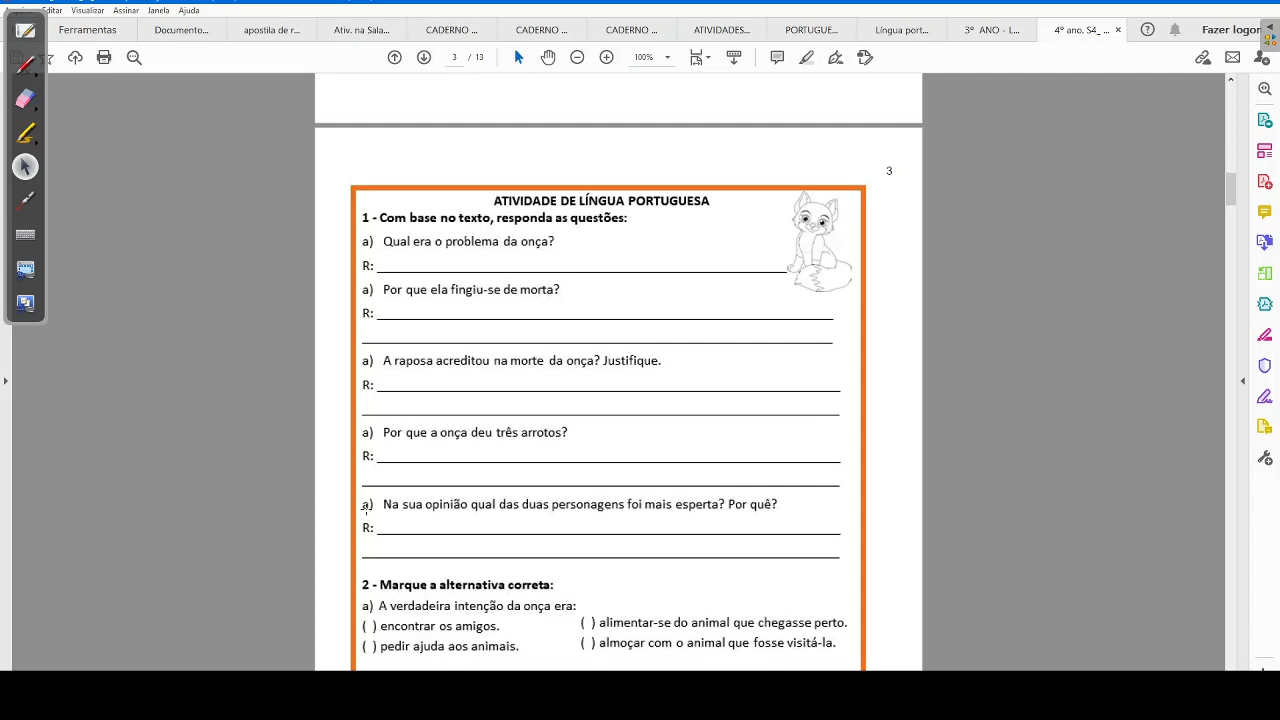 Editar Visualizar Assinar Janela Ajuda
Ferramentas Documento... apostila de r... Ativ. na Sala... CADERNO ... CADERNO ... CADERNO ... ATIVIDADES... PORTUGUE... Língua port... 3º ANO - L... 4º ano. S4_ ... × Fazer logon
3 / 13 100%
3
ATIVIDADE DE LÍNGUA PORTUGUESA
1 - Com base no texto, responda as questões:
a) Qual era o problema da onça?
R:
a) Por que ela fingiu-se de morta?
R:
a) A raposa acreditou na morte da onça? Justifique.
R:
a) Por que a onça deu três arrotos?
R:
a) Na sua opinião qual das duas personagens foi mais esperta? Por quê?
R:
2 - Marque a alternativa correta:
a) A verdadeira intenção da onça era:
( ) encontrar os amigos. ( ) alimentar-se do animal que chegasse perto.
( ) pedir ajuda aos animais. ( ) almoçar com o animal que fosse visitá-la.